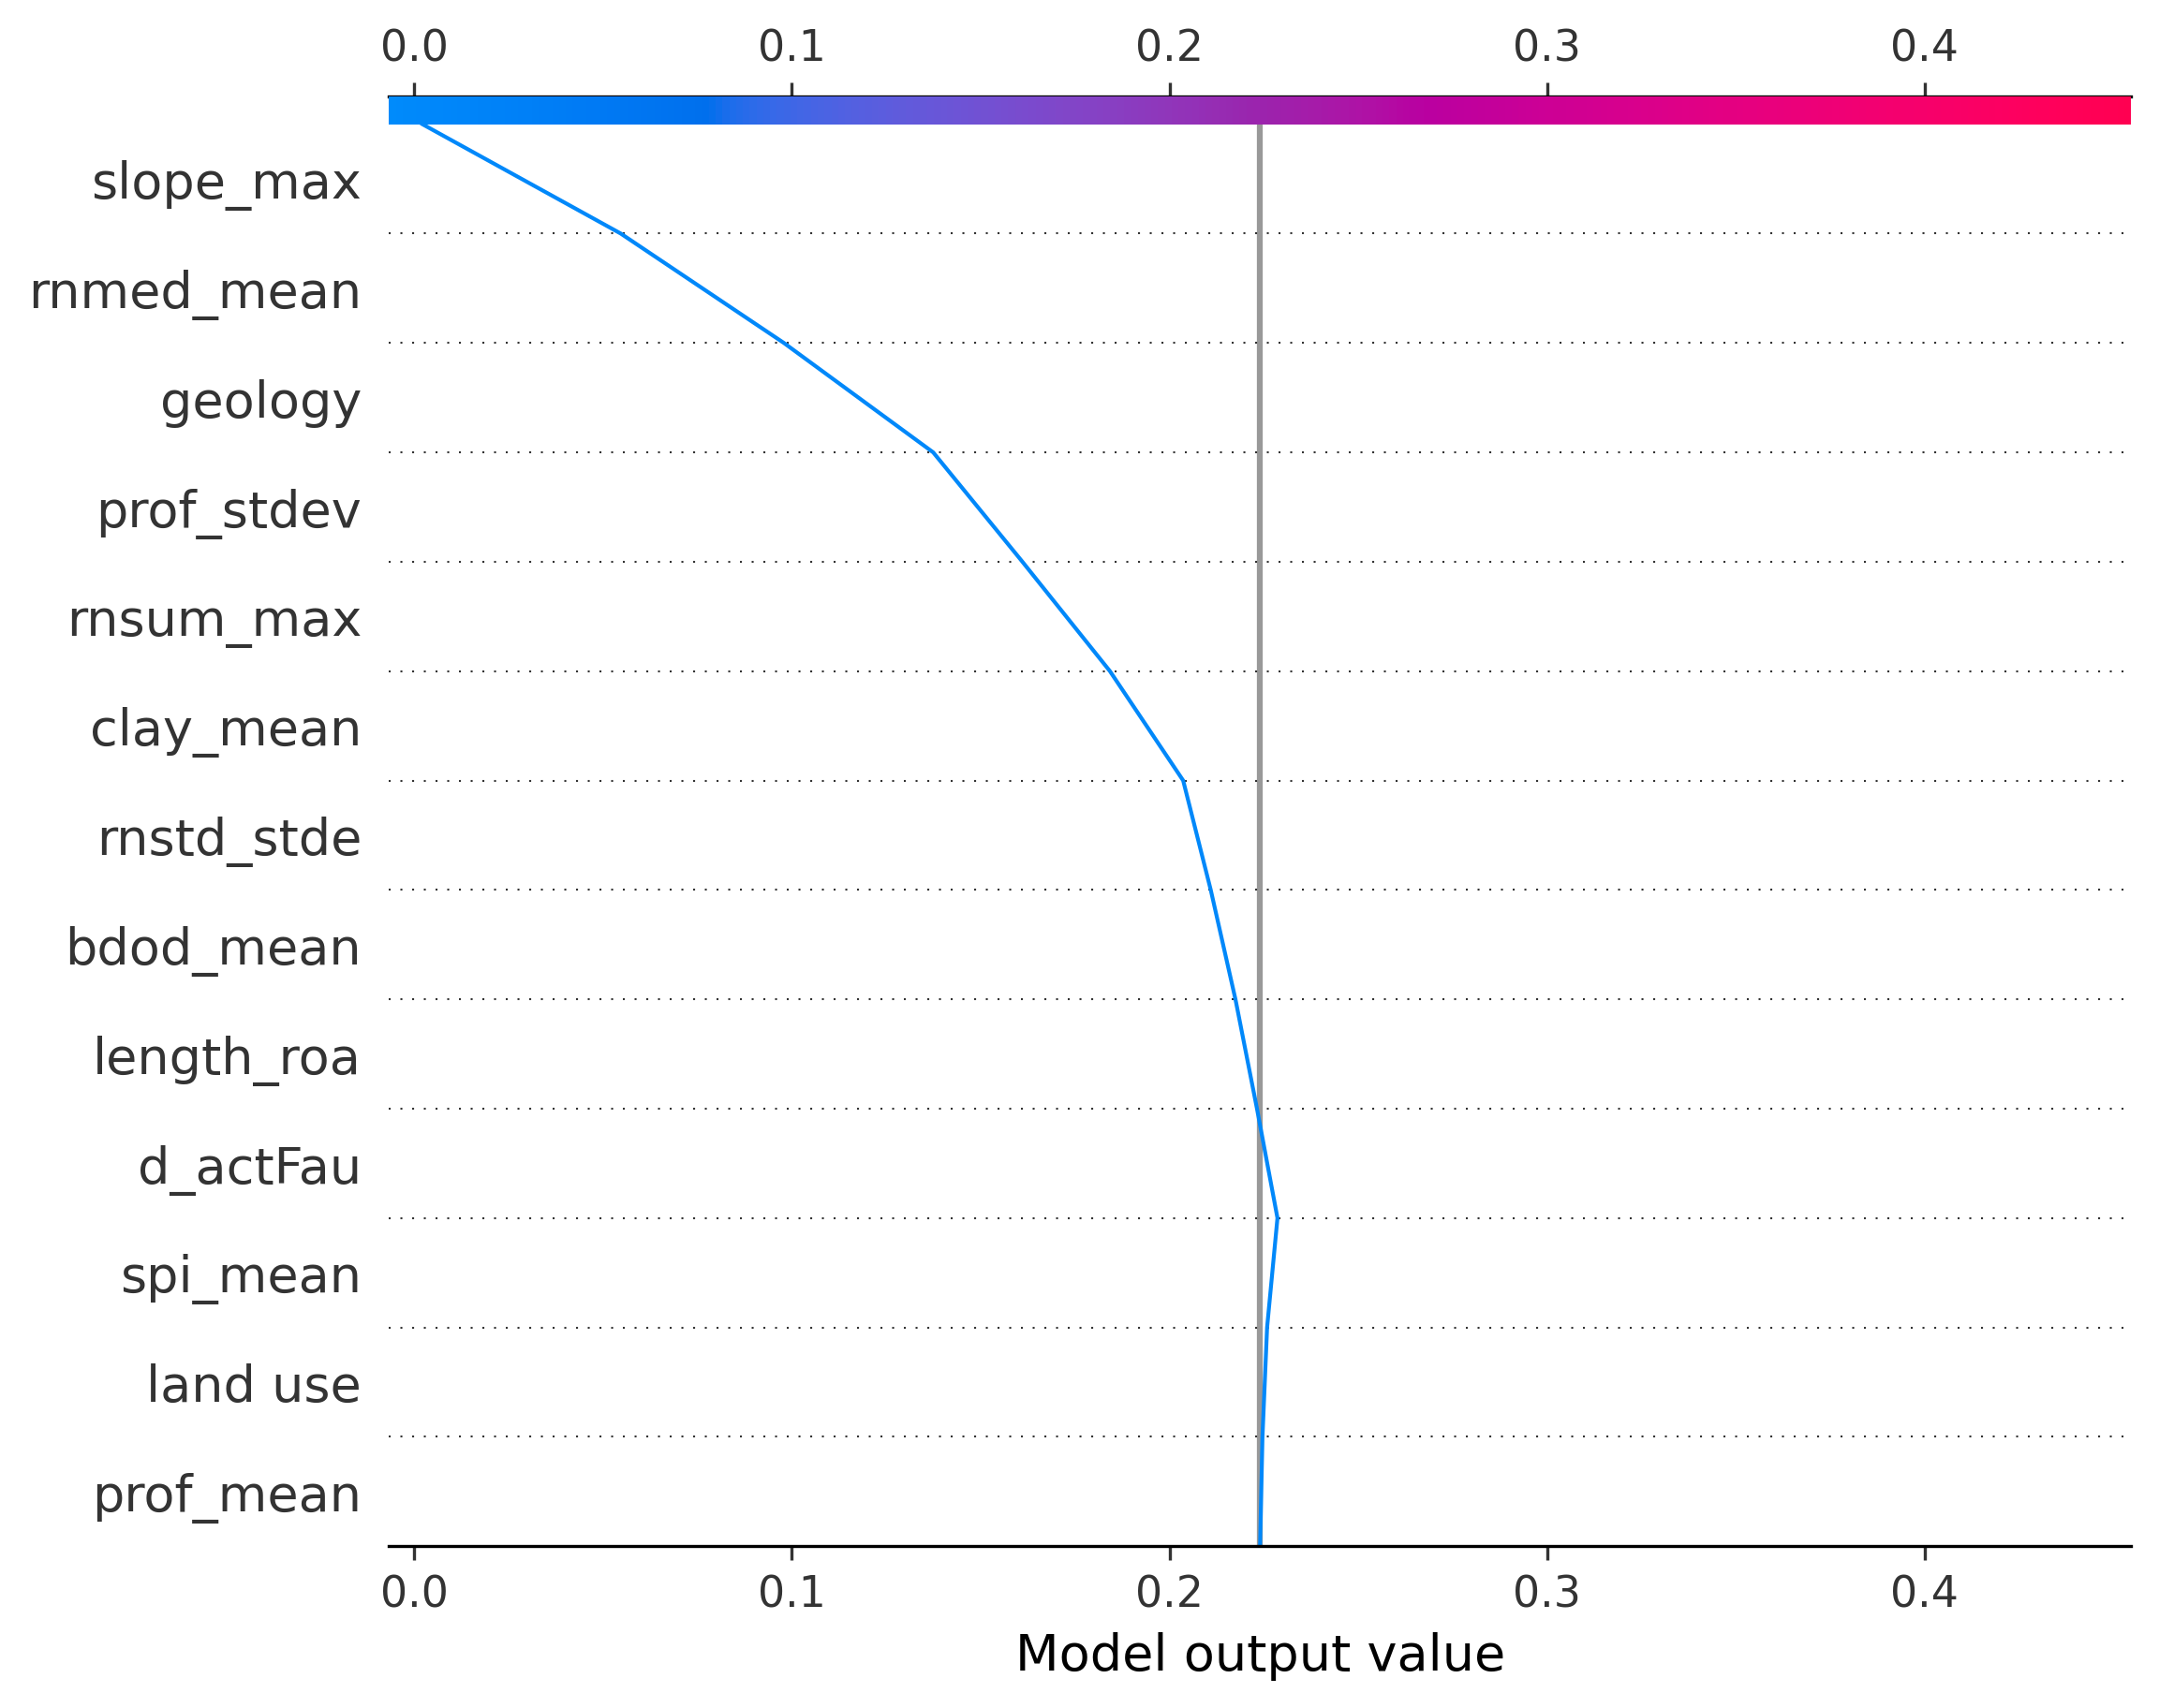 0.0 0.1 0.2 0.3 0.4
slope_max
rnmed_mean
geology
prof_stdev
rnsum_max
clay_mean
rnstd_stde
bdod_mean
length_roa
d_actFau
spi_mean
land use
prof_mean
0.0 0.1 0.2 0.3 0.4
Model output value